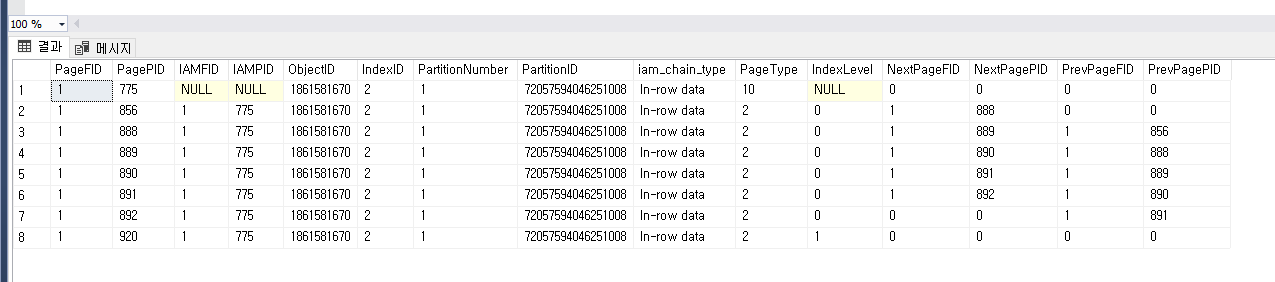 100 %
결과 메시지
PageFID PagePID IAMFID IAMPID ObjectID IndexID PartitionNumber PartitionID iam_chain_type PageType IndexLevel NextPageFID NextPagePID PrevPageFID PrevPagePID
1 1 775 NULL NULL 1861581670 2 1 72057594046251008 In-row data 10 NULL 0 0 0 0
2 1 856 1 775 1861581670 2 1 72057594046251008 In-row data 2 0 1 888 0 0
3 1 888 1 775 1861581670 2 1 72057594046251008 In-row data 2 0 1 889 1 856
4 1 889 1 775 1861581670 2 1 72057594046251008 In-row data 2 0 1 890 1 888
5 1 890 1 775 1861581670 2 1 72057594046251008 In-row data 2 0 1 891 1 889
6 1 891 1 775 1861581670 2 1 72057594046251008 In-row data 2 0 1 892 1 890
7 1 892 1 775 1861581670 2 1 72057594046251008 In-row data 2 0 0 0 1 891
8 1 920 1 775 1861581670 2 1 72057594046251008 In-row data 2 1 0 0 0 0